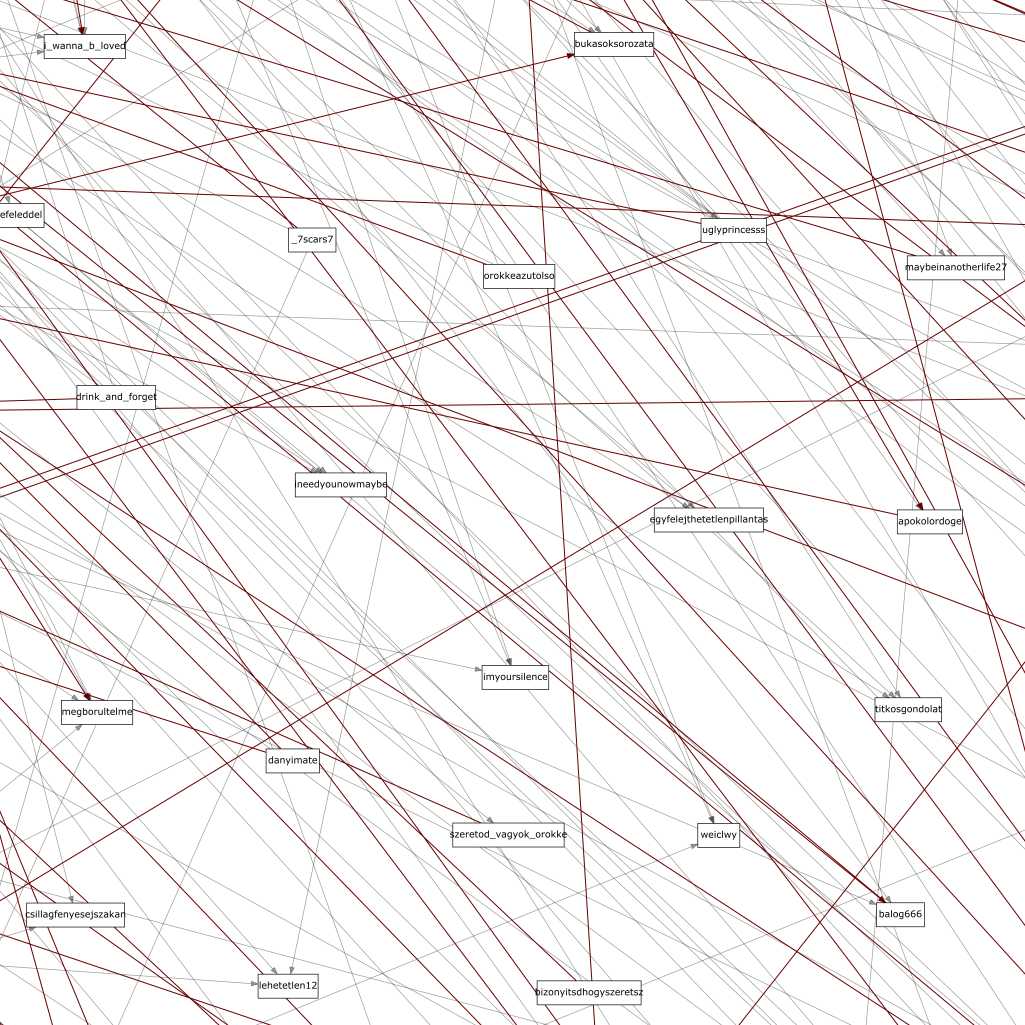 i_wanna_b_loved
bukasoksorozata
efeleddel
_7scars7
uglyprincesss
orokkeazutolso
maybeinanotherlife27
drink_and_forget
ineedyounowmaybe
egyfelejthetetlenpillantas
apokolordoge
imyoursilence
megborultelme
titkosgondolat
danyimate
szeretod_vagyok_orokke
weiclwy
csillagfenyesejszakan
balog666
lehetetlen12
bizonyitsdhogyszeretsz